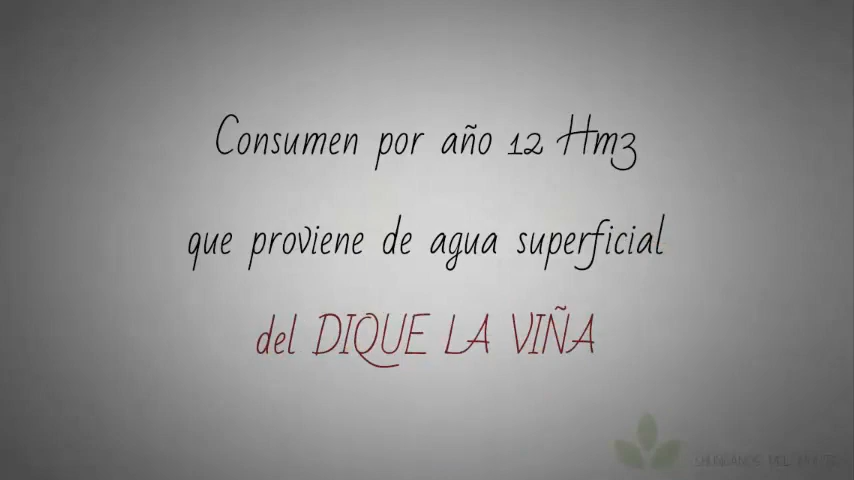 Consumen por año 12 Hm3
que proviene de agua superficial
del DIQUE LA VIÑA